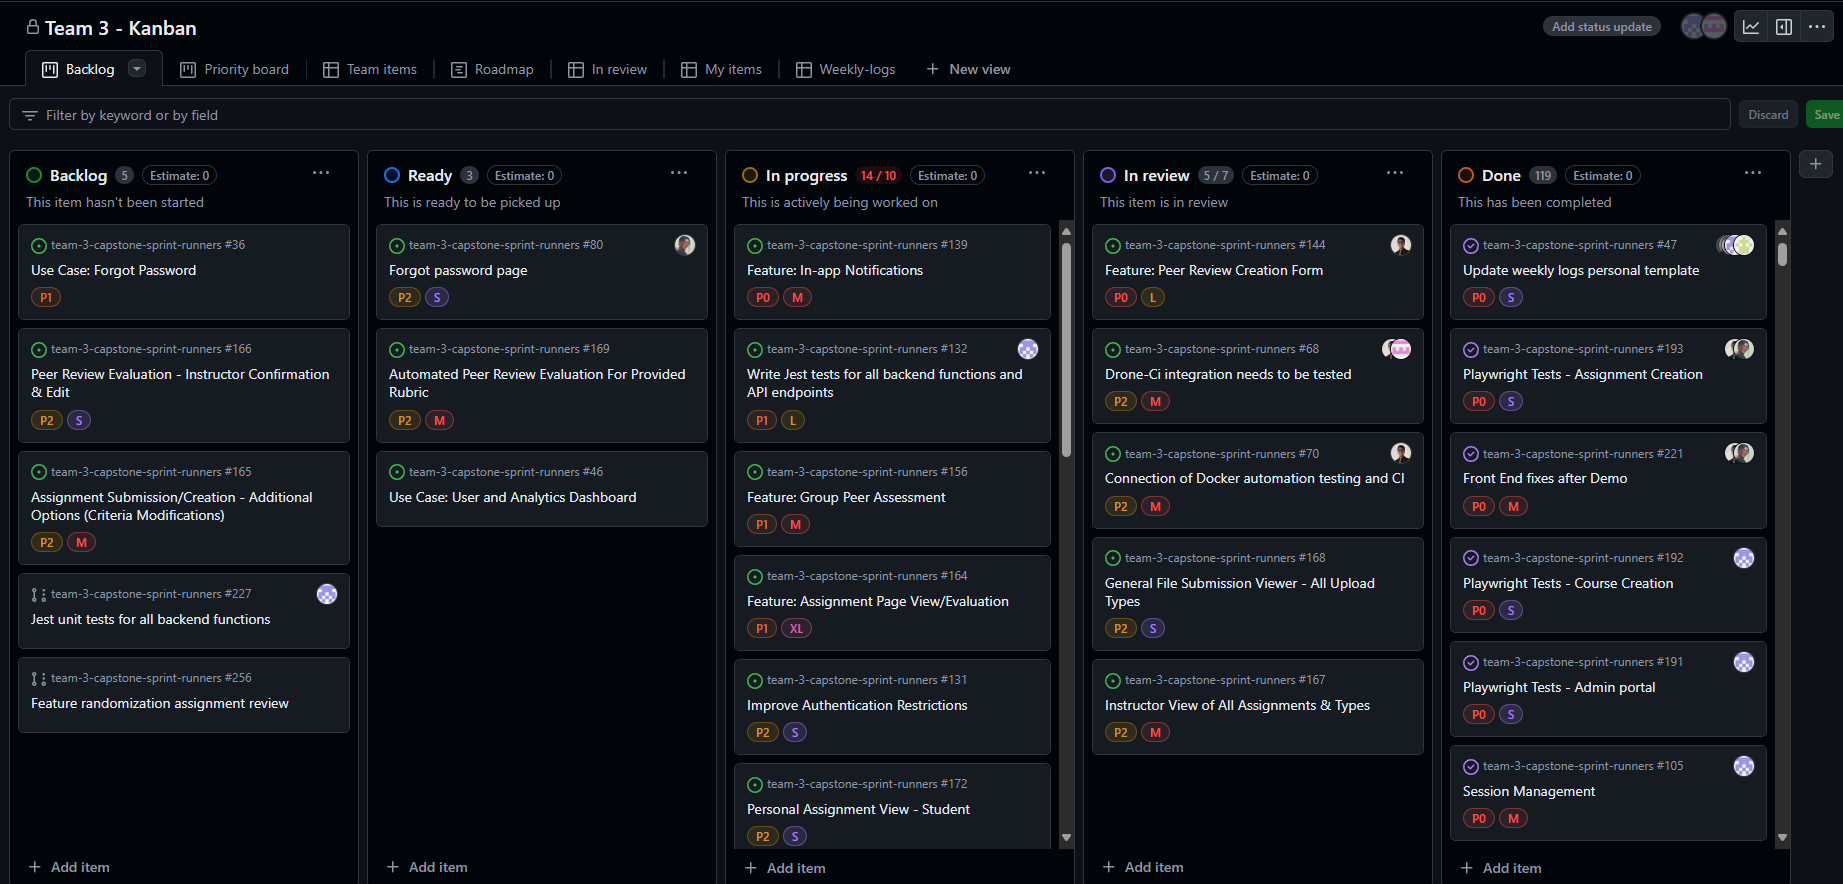 Team 3 - Kanban
Add status update
Backlog
Priority board
Team items
Roadmap
In review
My items
Weekly-logs
New view
Filter by keyword or by field
Discard
Save
Backlog 5 Estimate: 0
This item hasn't been started
team-3-capstone-sprint-runners #36
Use Case: Forgot Password
P1
team-3-capstone-sprint-runners #166
Peer Review Evaluation - Instructor Confirmation
& Edit
P2 S
team-3-capstone-sprint-runners #165
Assignment Submission/Creation - Additional
Options (Criteria Modifications)
P2 M
team-3-capstone-sprint-runners #227
Jest unit tests for all backend functions
team-3-capstone-sprint-runners #256
Feature randomization assignment review
Add item
Ready 3 Estimate: 0
This is ready to be picked up
team-3-capstone-sprint-runners #80
Forgot password page
P2 S
team-3-capstone-sprint-runners #169
Automated Peer Review Evaluation For Provided
Rubric
P2 M
team-3-capstone-sprint-runners #46
Use Case: User and Analytics Dashboard
Add item
In progress 14 / 10 Estimate: 0
This is actively being worked on
team-3-capstone-sprint-runners #139
Feature: In-app Notifications
P0 M
team-3-capstone-sprint-runners #132
Write Jest tests for all backend functions and
API endpoints
P1 L
team-3-capstone-sprint-runners #156
Feature: Group Peer Assessment
P1 M
team-3-capstone-sprint-runners #164
Feature: Assignment Page View/Evaluation
P1 XL
team-3-capstone-sprint-runners #131
Improve Authentication Restrictions
P2 S
team-3-capstone-sprint-runners #172
Personal Assignment View - Student
P2 S
Add item
In review 5 / 7 Estimate: 0
This item is in review
team-3-capstone-sprint-runners #144
Feature: Peer Review Creation Form
P0 L
team-3-capstone-sprint-runners #68
Drone-Ci integration needs to be tested
P2 M
team-3-capstone-sprint-runners #70
Connection of Docker automation testing and CI
P2 M
team-3-capstone-sprint-runners #168
General File Submission Viewer - All Upload
Types
P2 S
team-3-capstone-sprint-runners #167
Instructor View of All Assignments & Types
P2 M
Add item
Done 119 Estimate: 0
This has been completed
team-3-capstone-sprint-runners #47
Update weekly logs personal template
P0 S
team-3-capstone-sprint-runners #193
Playwright Tests - Assignment Creation
P0 S
team-3-capstone-sprint-runners #221
Front End fixes after Demo
P0 M
team-3-capstone-sprint-runners #192
Playwright Tests - Course Creation
P0 S
team-3-capstone-sprint-runners #191
Playwright Tests - Admin portal
P0 S
team-3-capstone-sprint-runners #105
Session Management
P0 M
Add item